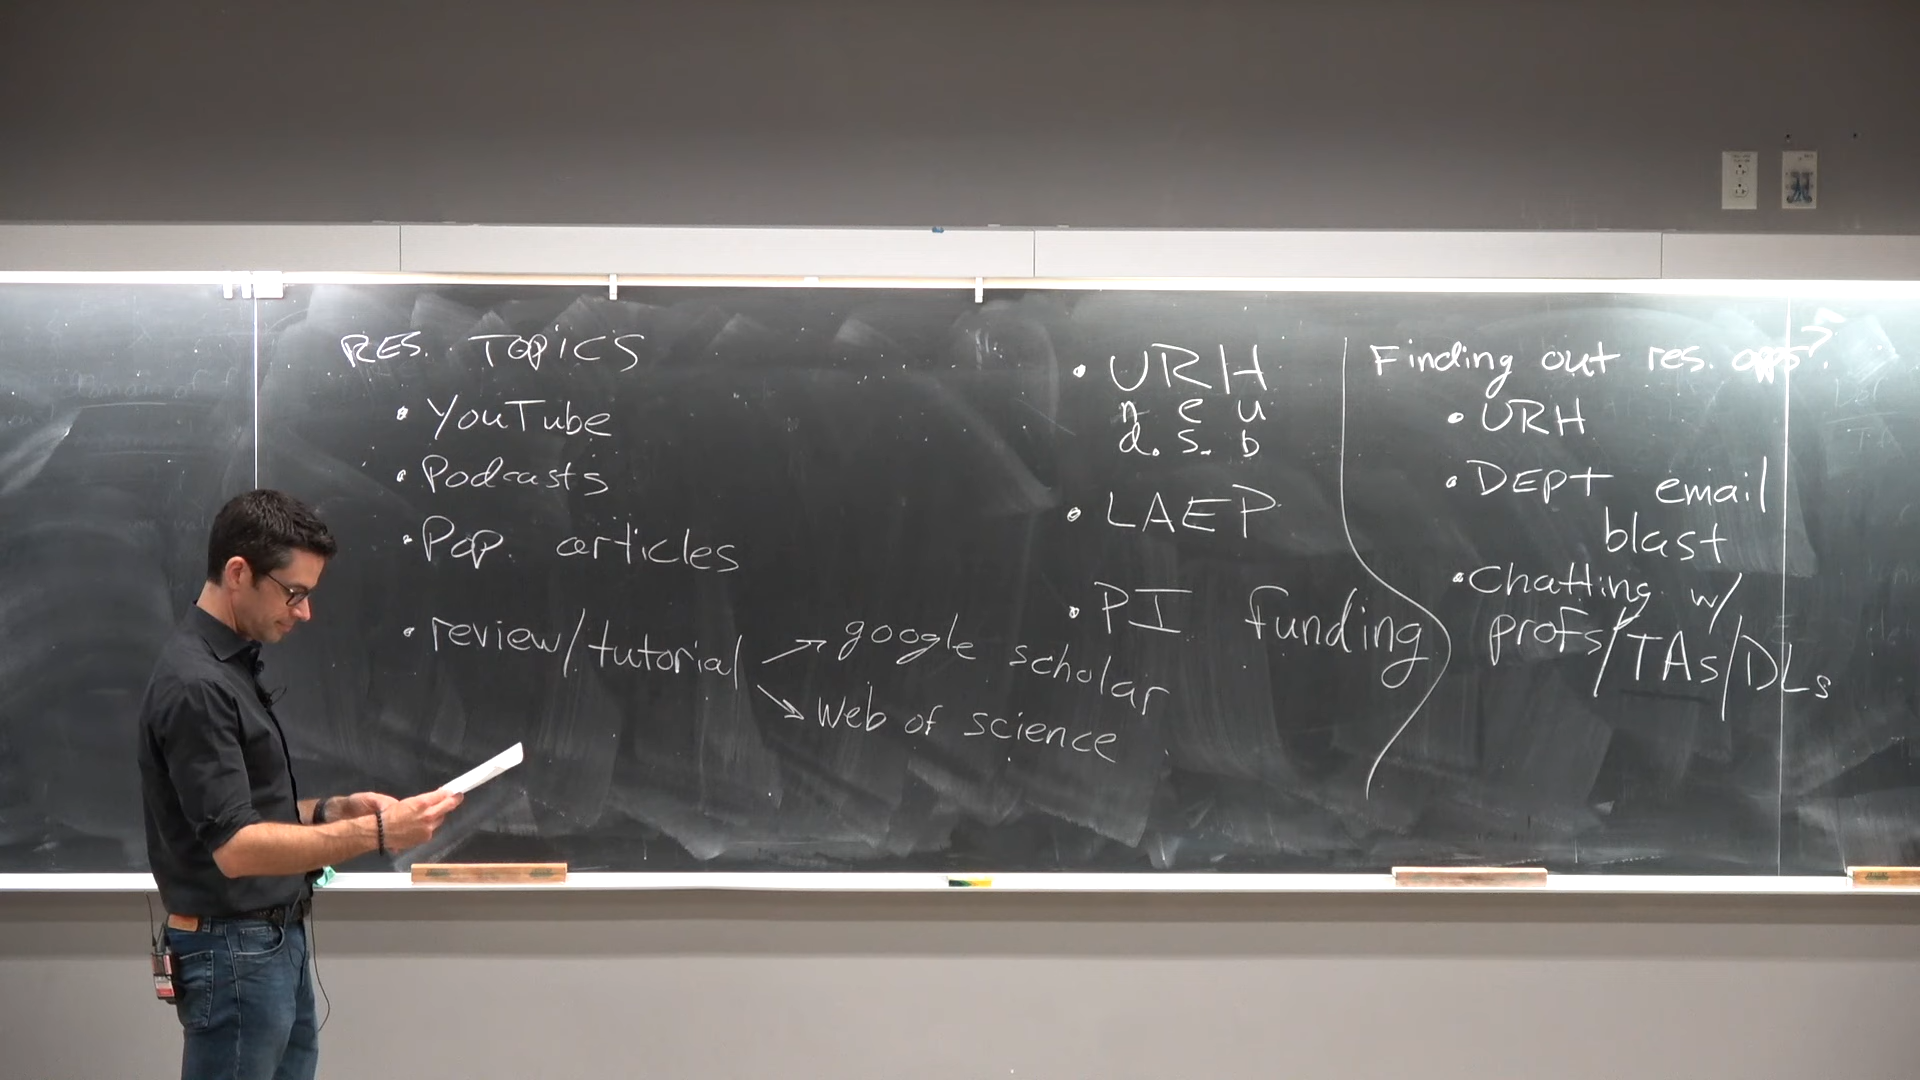 RES. TOPICS
• YouTube
• Podcasts
• Pop. articles
• review/tutorial → google scholar
→ web of science
• URH
n e u
d. s. b
• LAEP
• PI funding
Finding out res. opps?
• URH
• DEPT email
blast
• Chatting w/
profs/TAs/DLs